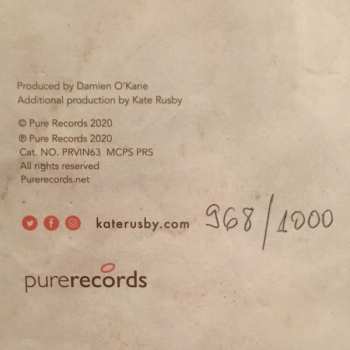 Produced by Damien O'Kane
Additional production by Kate Rusby
© Pure Records 2020
℗ Pure Records 2020
Cat. NO. PRVIN63 MCPS PRS
All rights reserved
Purerecords.net
katerusby.com 968/1000
purerecords